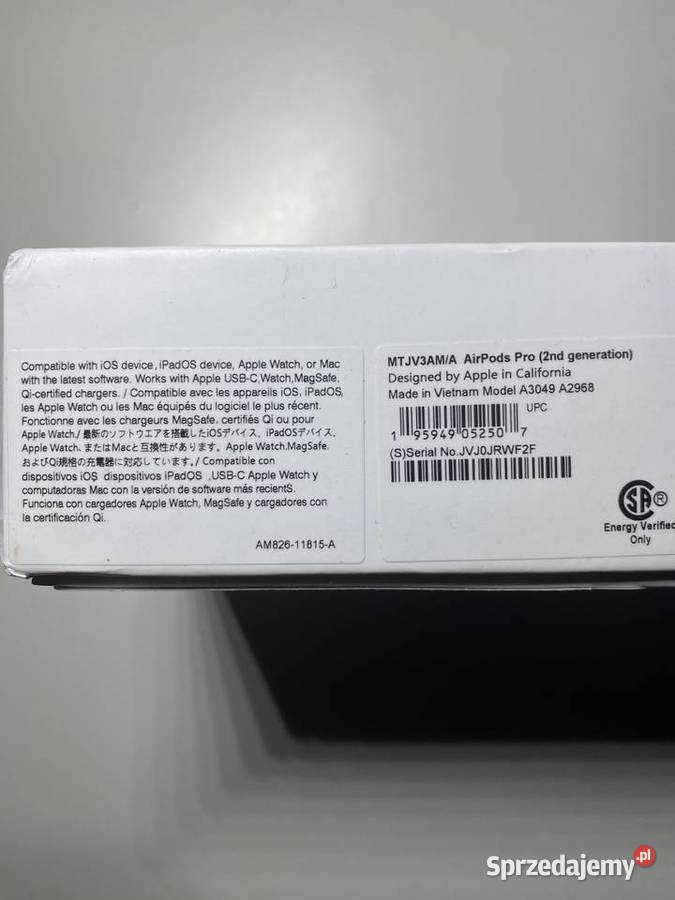 Compatible with iOS device, iPadOS device, Apple Watch, or Mac
with the latest software. Works with Apple USB-C,Watch,MagSafe,
Qi-certified chargers. / Compatible avec les appareils iOS, iPadOS,
les Apple Watch ou les Mac équipés du logiciel le plus récent.
Fonctionne avec les chargeurs MagSafe, certifiés Qi ou pour
Apple Watch./ 最新のソフトウエアを搭載したiOSデバイス、iPadOSデバイス、
Apple Watch、またはMacと互換性があります。Apple Watch.MagSafe.
およびQi規格の充電器に対応しています。/ Compatible con
dispositivos iOS dispositivos iPadOS ,USB-C Apple Watch y
computadoras Mac con la versión de software más recientS.
Funciona con cargadores Apple Watch, MagSafe y cargadores con
la certificación Qi.
AM826-11815-A
MTJV3AM/A AirPods Pro (2nd generation)
Designed by Apple in California
Made in Vietnam Model A3049 A2968
UPC
1 95949 05250 7
(S)Serial No.JVJ0JRWF2F
SA®
Energy Verified
Only
Sprzedajemy.pl